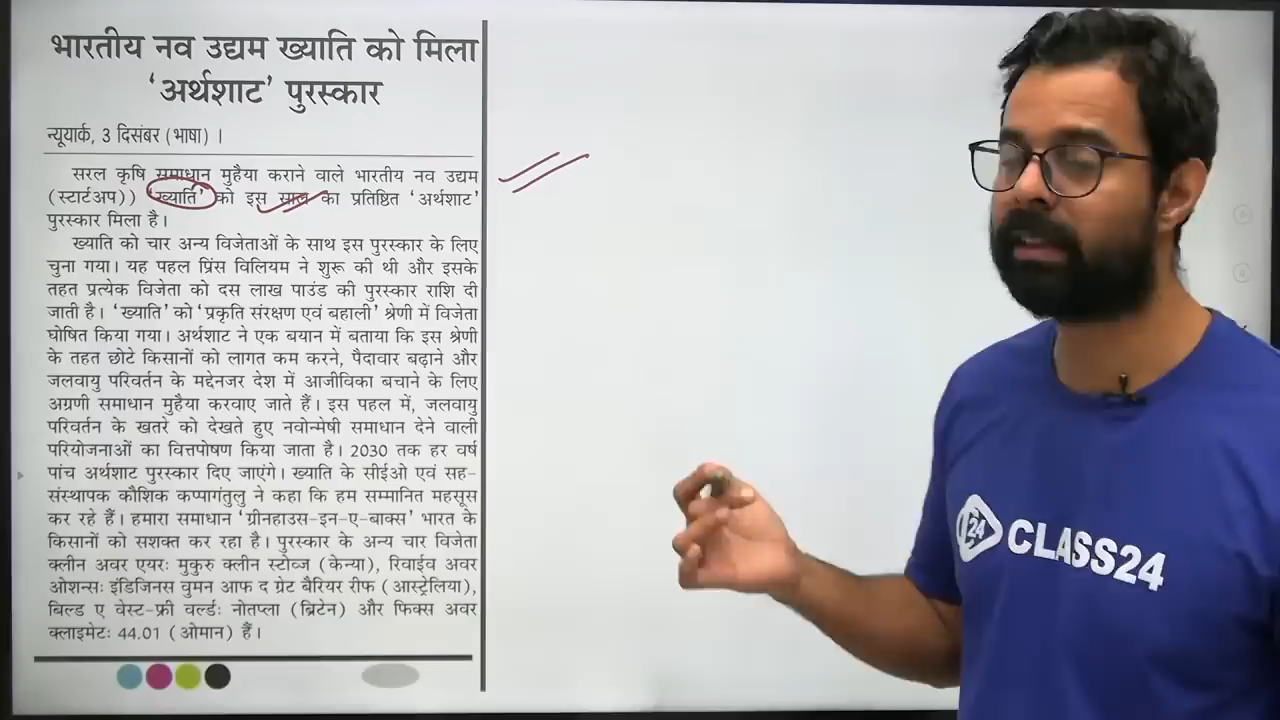 भारतीय नव उद्यम ख्याति को मिला
‘अर्थशाट’ पुरस्कार
न्यूयार्क, 3 दिसंबर (भाषा) ।
सरल कृषि समाधान मुहैया कराने वाले भारतीय नव उद्यम
(स्टार्टअप)) ‘ख्याति’ को इस साल का प्रतिष्ठित ‘अर्थशाट’
पुरस्कार मिला है।
ख्याति को चार अन्य विजेताओं के साथ इस पुरस्कार के लिए
चुना गया। यह पहल प्रिंस विलियम ने शुरू की थी और इसके
तहत प्रत्येक विजेता को दस लाख पाउंड की पुरस्कार राशि दी
जाती है। ‘ख्याति’ को ‘प्रकृति संरक्षण एवं बहाली’ श्रेणी में विजेता
घोषित किया गया। अर्थशाट ने एक बयान में बताया कि इस श्रेणी
के तहत छोटे किसानों को लागत कम करने, पैदावार बढ़ाने और
जलवायु परिवर्तन के मद्देनजर देश में आजीविका बचाने के लिए
अग्रणी समाधान मुहैया करवाए जाते हैं। इस पहल में, जलवायु
परिवर्तन के खतरे को देखते हुए नवोन्मेषी समाधान देने वाली
परियोजनाओं का वित्तपोषण किया जाता है। 2030 तक हर वर्ष
पांच अर्थशाट पुरस्कार दिए जाएंगे। ख्याति के सीईओ एवं सह-
संस्थापक कौशिक कप्पागंतुलु ने कहा कि हम सम्मानित महसूस
कर रहे हैं। हमारा समाधान ‘ग्रीनहाउस-इन-ए-बाक्स’ भारत के
किसानों को सशक्त कर रहा है। पुरस्कार के अन्य चार विजेता
क्लीन अवर एयरः मुकुरु क्लीन स्टोव्ज (केन्या), रिवाईव अवर
ओशन्सः इंडिजिनस वुमन आफ द ग्रेट बैरियर रीफ (आस्ट्रेलिया),
बिल्ड ए वेस्ट-फ्री वर्ल्डः नोतप्ला (ब्रिटेन) और फिक्स अवर
क्लाइमेटः 44.01 (ओमान) हैं।
24 CLASS24